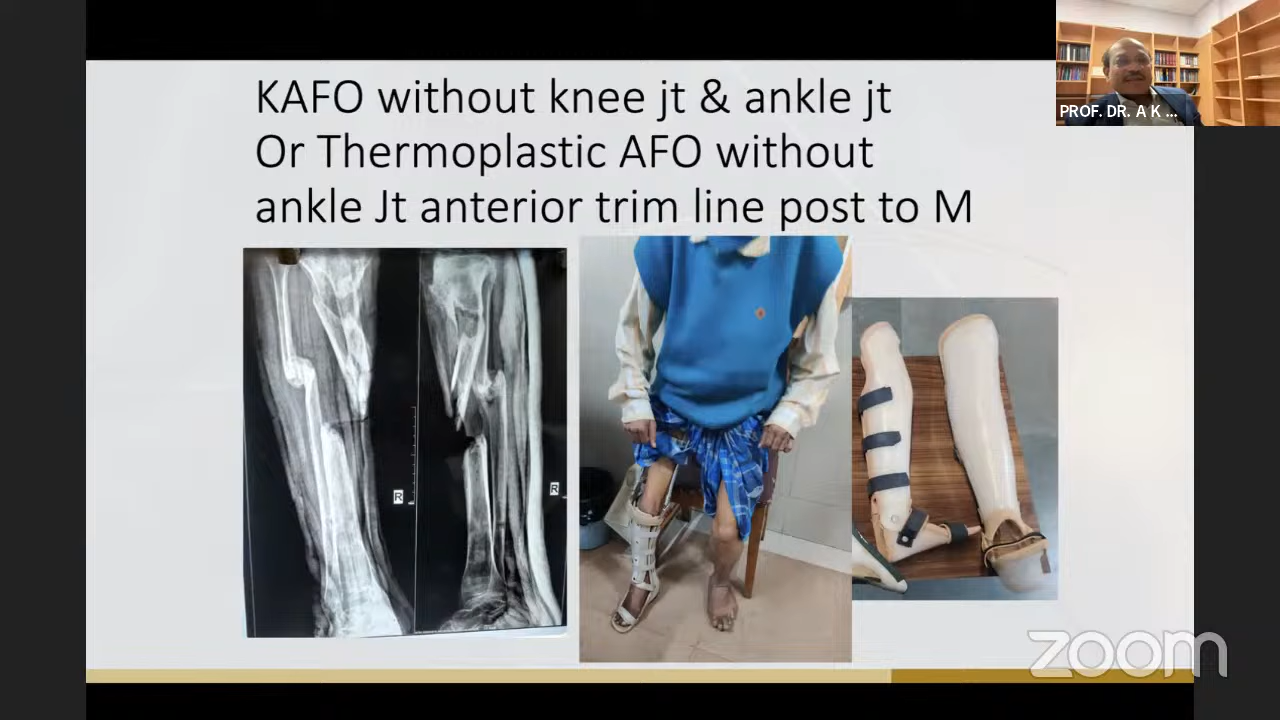 KAFO without knee jt & ankle jt
Or Thermoplastic AFO without
ankle Jt anterior trim line post to M
PROF. DR. A K ...
R
R
zoom